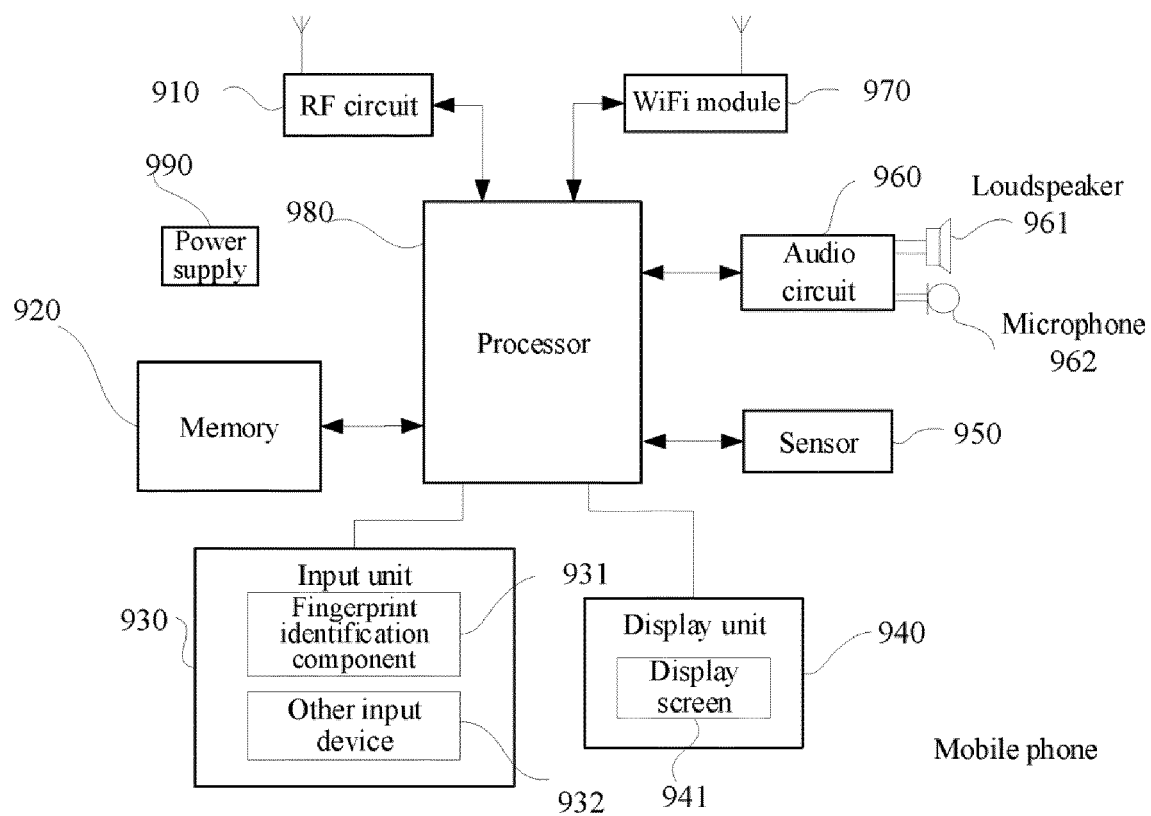 910
RF circuit
WiFi module
970
990
Power
supply
980
Processor
960
Audio
circuit
Loudspeaker
961
Microphone
962
920
Memory
Sensor
950
930
Input unit
Fingerprint
identification
component
931
Other input
device
932
Display unit
940
Display
screen
941
Mobile phone